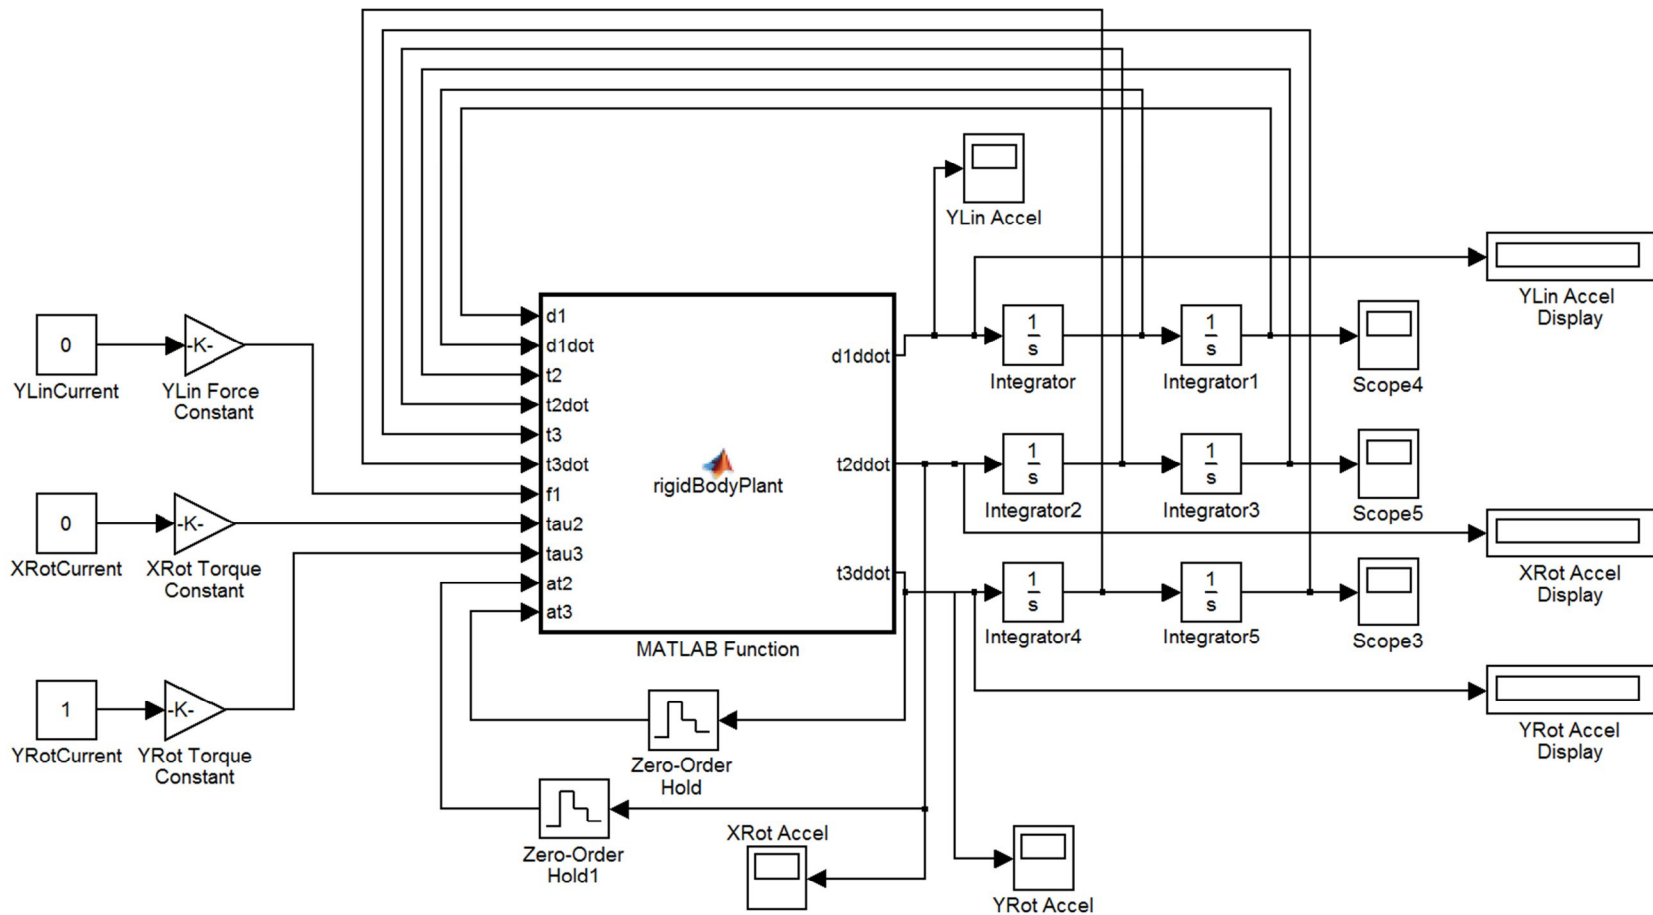 YLin Accel
YLin Accel
Display
0
YLinCurrent
-K-
YLin Force
Constant
0
XRotCurrent
-K-
XRot Torque
Constant
1
YRotCurrent
-K-
YRot Torque
Constant
d1
d1dot
t2
t2dot
t3
t3dot
f1
tau2
tau3
at2
at3
rigidBodyPlant
d1ddot
t2ddot
t3ddot
MATLAB Function
1
s
Integrator
1
s
Integrator1
Scope4
1
s
Integrator2
1
s
Integrator3
Scope5
XRot Accel
Display
1
s
Integrator4
1
s
Integrator5
Scope3
YRot Accel
Display
Zero-Order
Hold
Zero-Order
Hold1
XRot Accel
YRot Accel